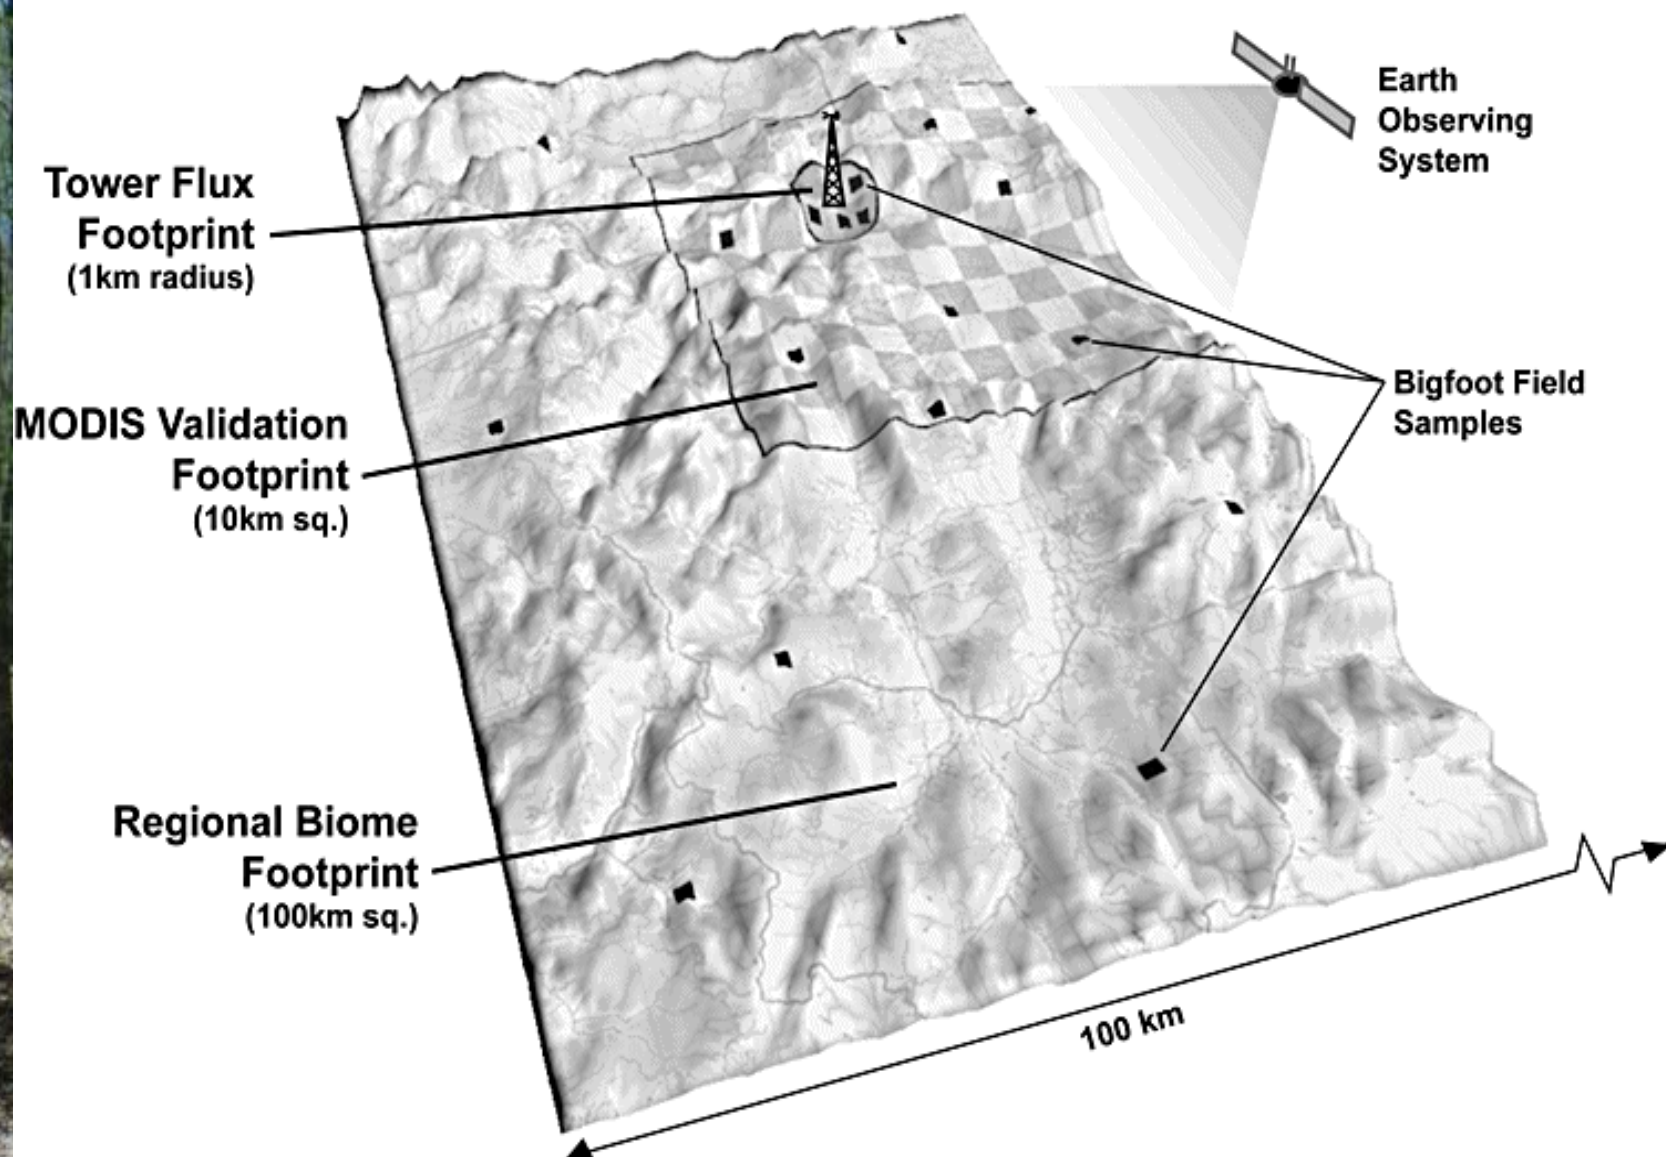 Earth
Observing
System
Tower Flux
Footprint
(1km radius)
Bigfoot Field
Samples
MODIS Validation
Footprint
(10km sq.)
Regional Biome
Footprint
(100km sq.)
100 km